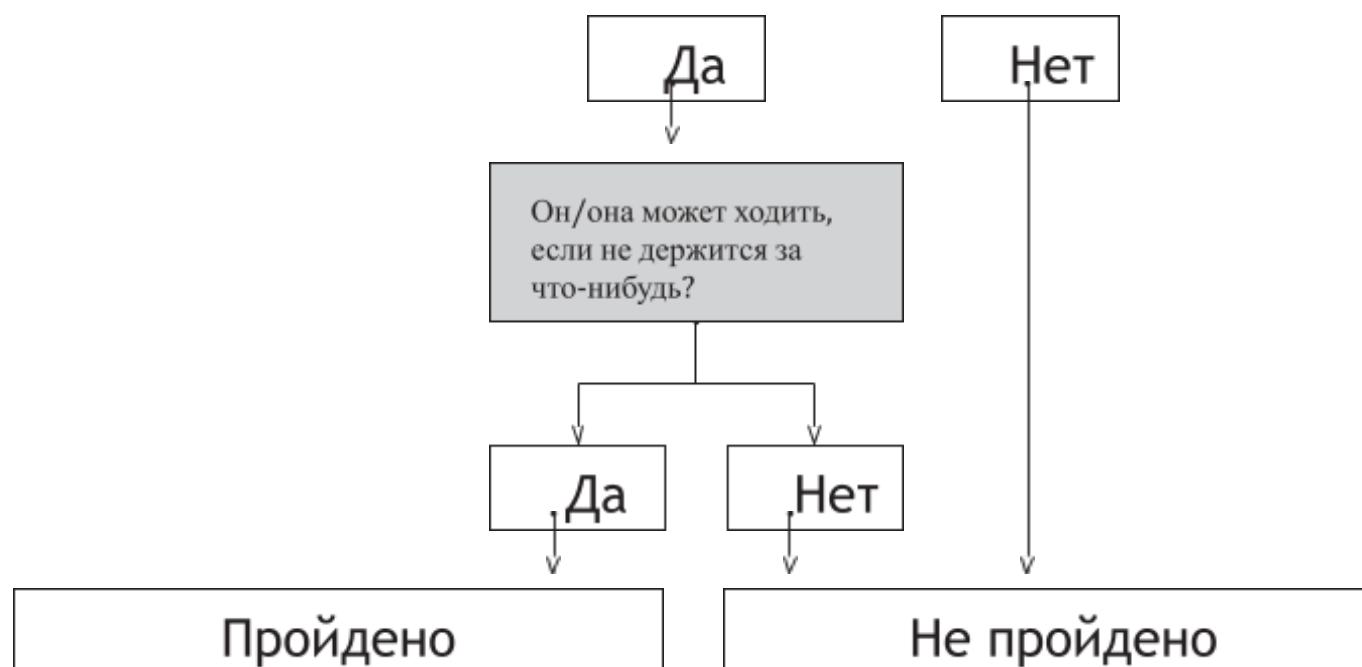 Да
Нет
Он/она может ходить,
если не держится за
что-нибудь?
Да
Нет
Пройдено
Не пройдено